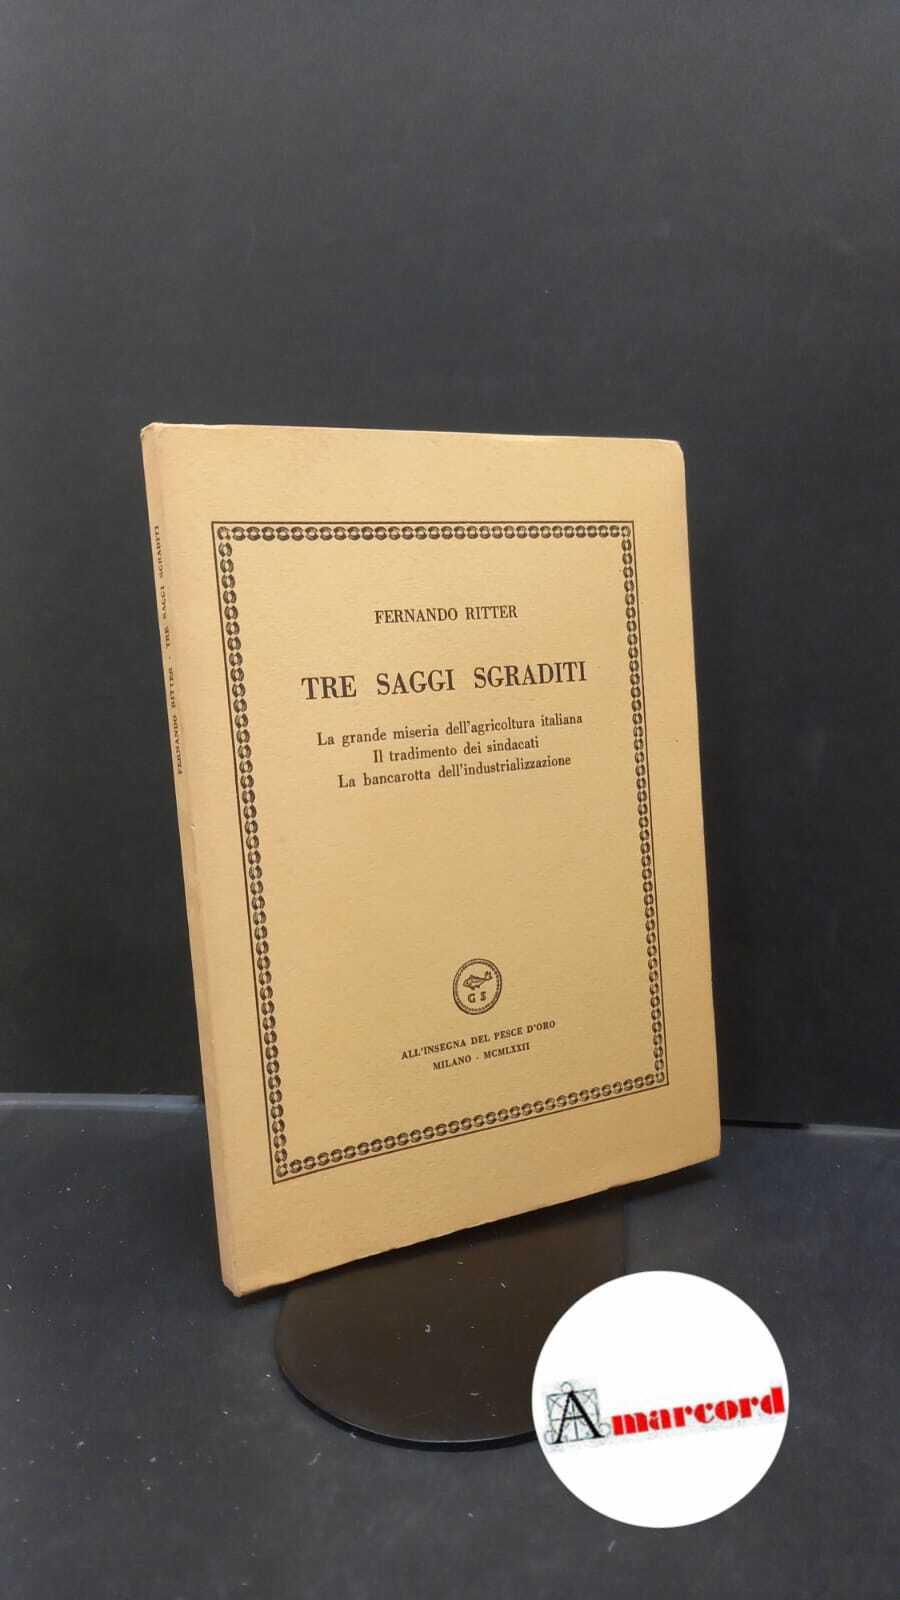 FERNANDO RITTER - TRE SAGGI SGRADITI
FERNANDO RITTER
TRE SAGGI SGRADITI
La grande miseria dell'agricoltura italiana
Il tradimento dei sindacati
La bancarotta dell'industrializzazione
G S
ALL'INSEGNA DEL PESCE D'ORO
MILANO - MCMLXXII
Amarcord